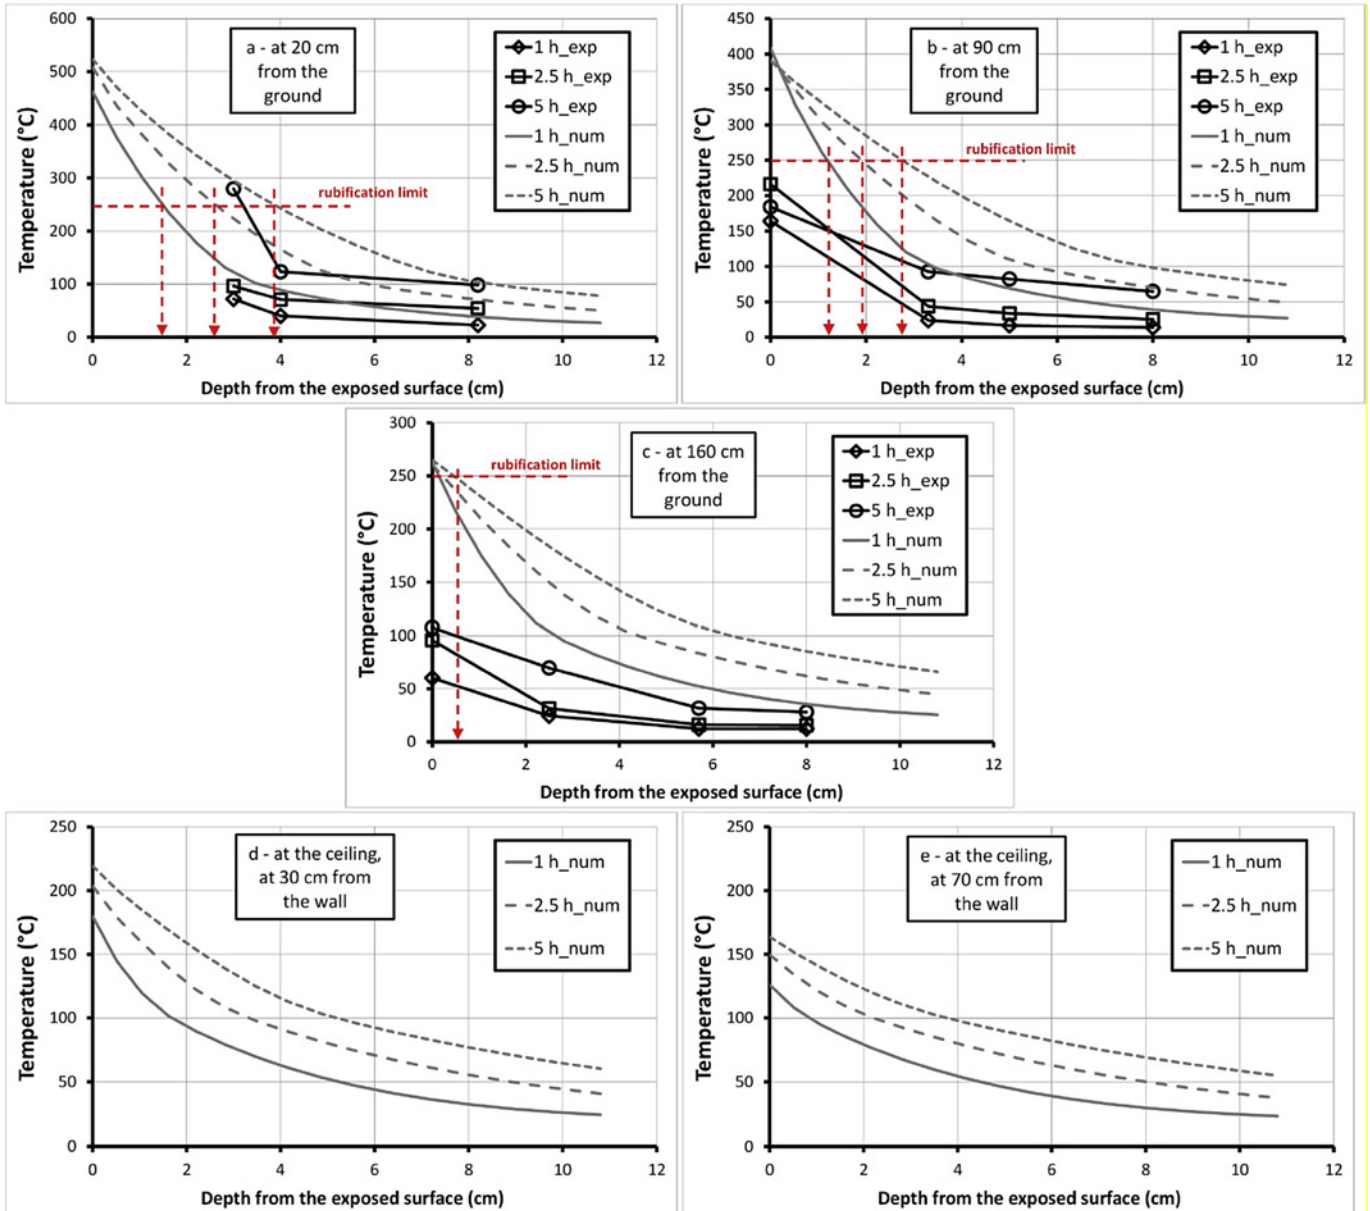 600
500
400
300
200
100
0
Temperature (°C)
a - at 20 cm
from the
ground
1 h_exp
2.5 h_exp
5 h_exp
1 h_num
2.5 h_num
5 h_num
rubification limit
0 2 4 6 8 10 12
Depth from the exposed surface (cm)
450
400
350
300
250
200
150
100
50
0
Temperature (°C)
b - at 90 cm
from the
ground
1 h_exp
2.5 h_exp
5 h_exp
1 h_num
2.5 h_num
5 h_num
rubification limit
0 2 4 6 8 10 12
Depth from the exposed surface (cm)
300
250
200
150
100
50
0
Temperature (°C)
rubification limit
c - at 160 cm
from the
ground
1 h_exp
2.5 h_exp
5 h_exp
1 h_num
2.5 h_num
5 h_num
0 2 4 6 8 10 12
Depth from the exposed surface (cm)
250
200
150
100
50
0
Temperature (°C)
d - at the ceiling,
at 30 cm from
the wall
1 h_num
2.5 h_num
5 h_num
0 2 4 6 8 10 12
Depth from the exposed surface (cm)
250
200
150
100
50
0
Temperature (°C)
e - at the ceiling,
at 70 cm from
the wall
1 h_num
2.5 h_num
5 h_num
0 2 4 6 8 10 12
Depth from the exposed surface (cm)